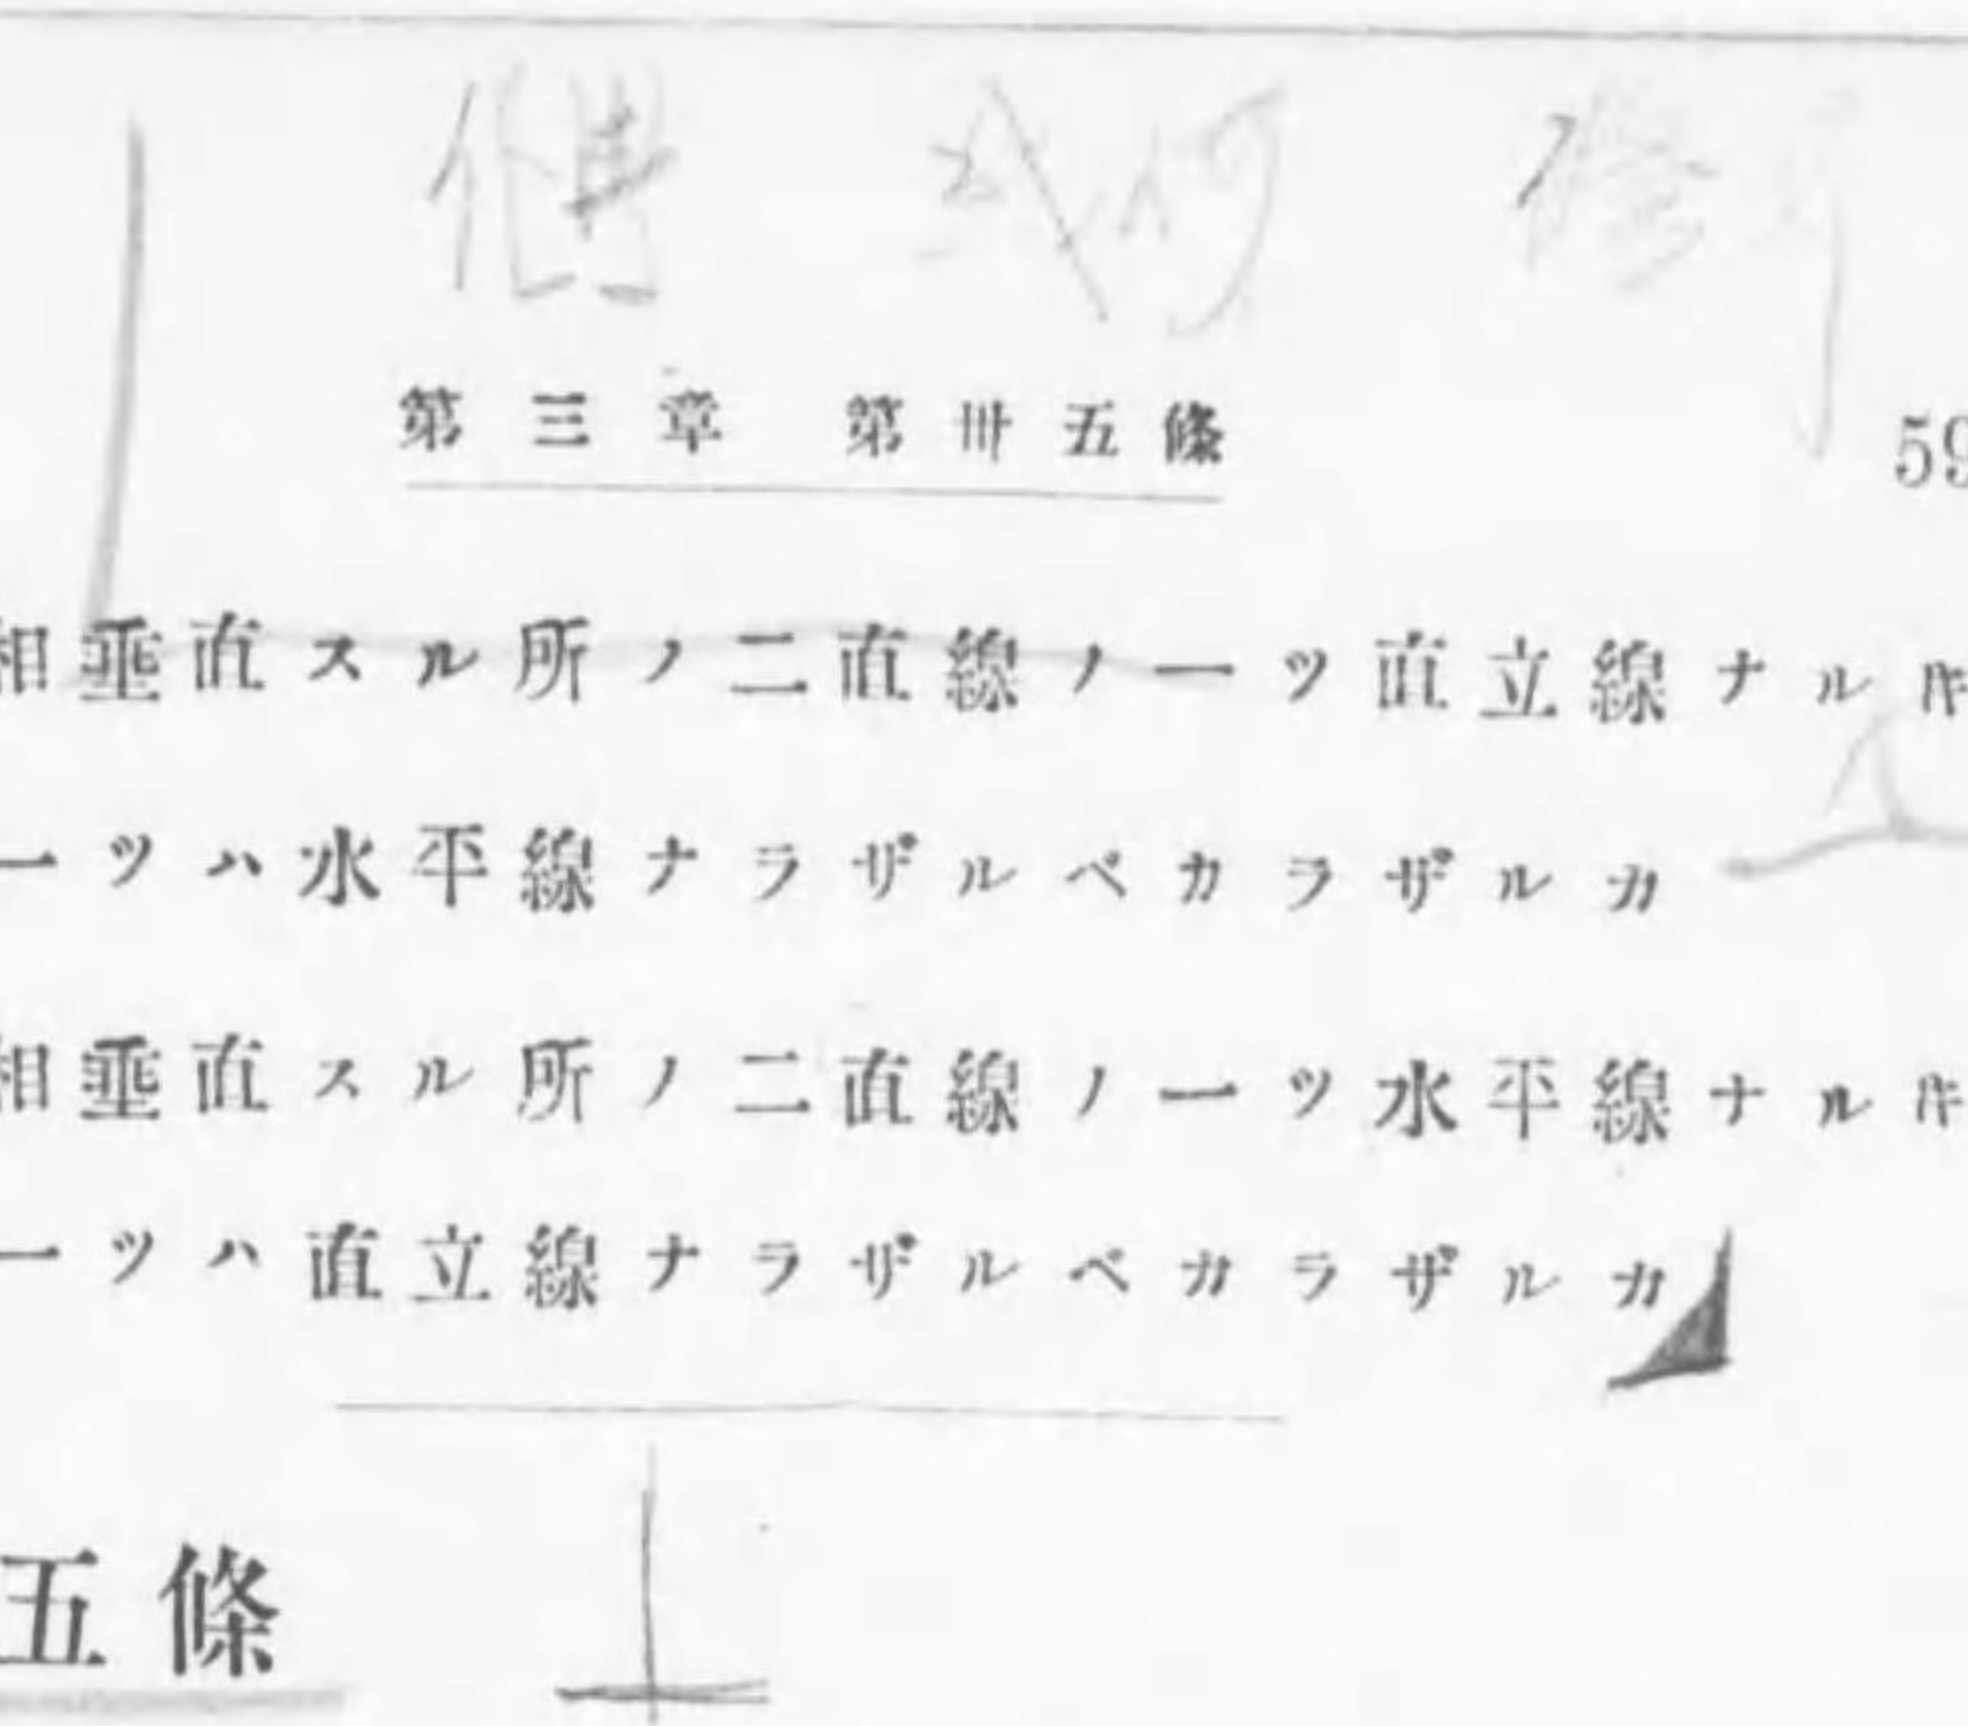 第三章 第卅五條 59
相垂直スル所ノ二直線ノ一ツ直立線ナル𪜈
一ツハ水平線ナラザルベカラザルカ
相垂直スル所ノ二直線ノ一ツ水平線ナル𪜈
一ツハ直立線ナラザルベカラザルカ
五條